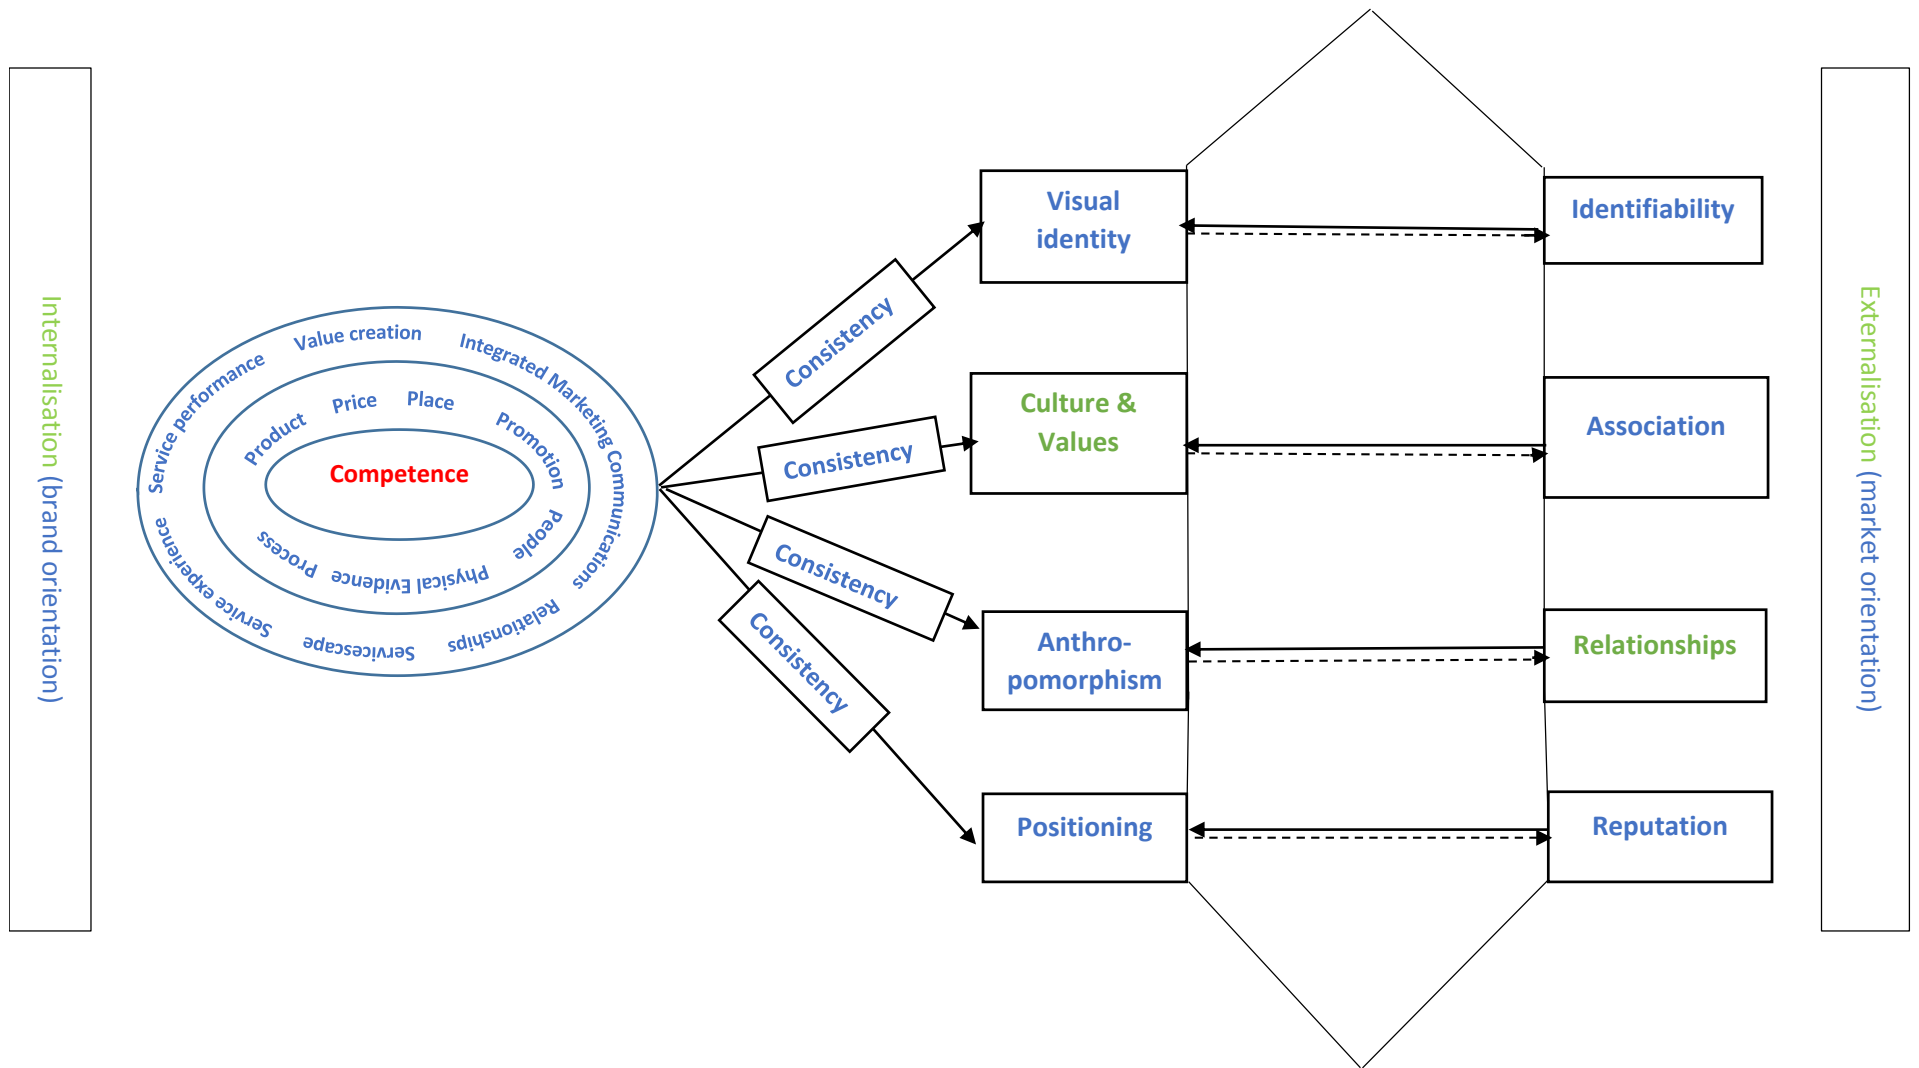 Internalisation (brand orientation)
Service performance
Value creation
Integrated Marketing Communications
Relationships
Servicescape
Service experience
Product
Price
Place
Promotion
People
Physical Evidence
Process
Competence
Consistency
Consistency
Consistency
Consistency
Visual
identity
Culture &
Values
Anthro-
pomorphism
Positioning
Identifiability
Association
Relationships
Reputation
Externalisation (market orientation)